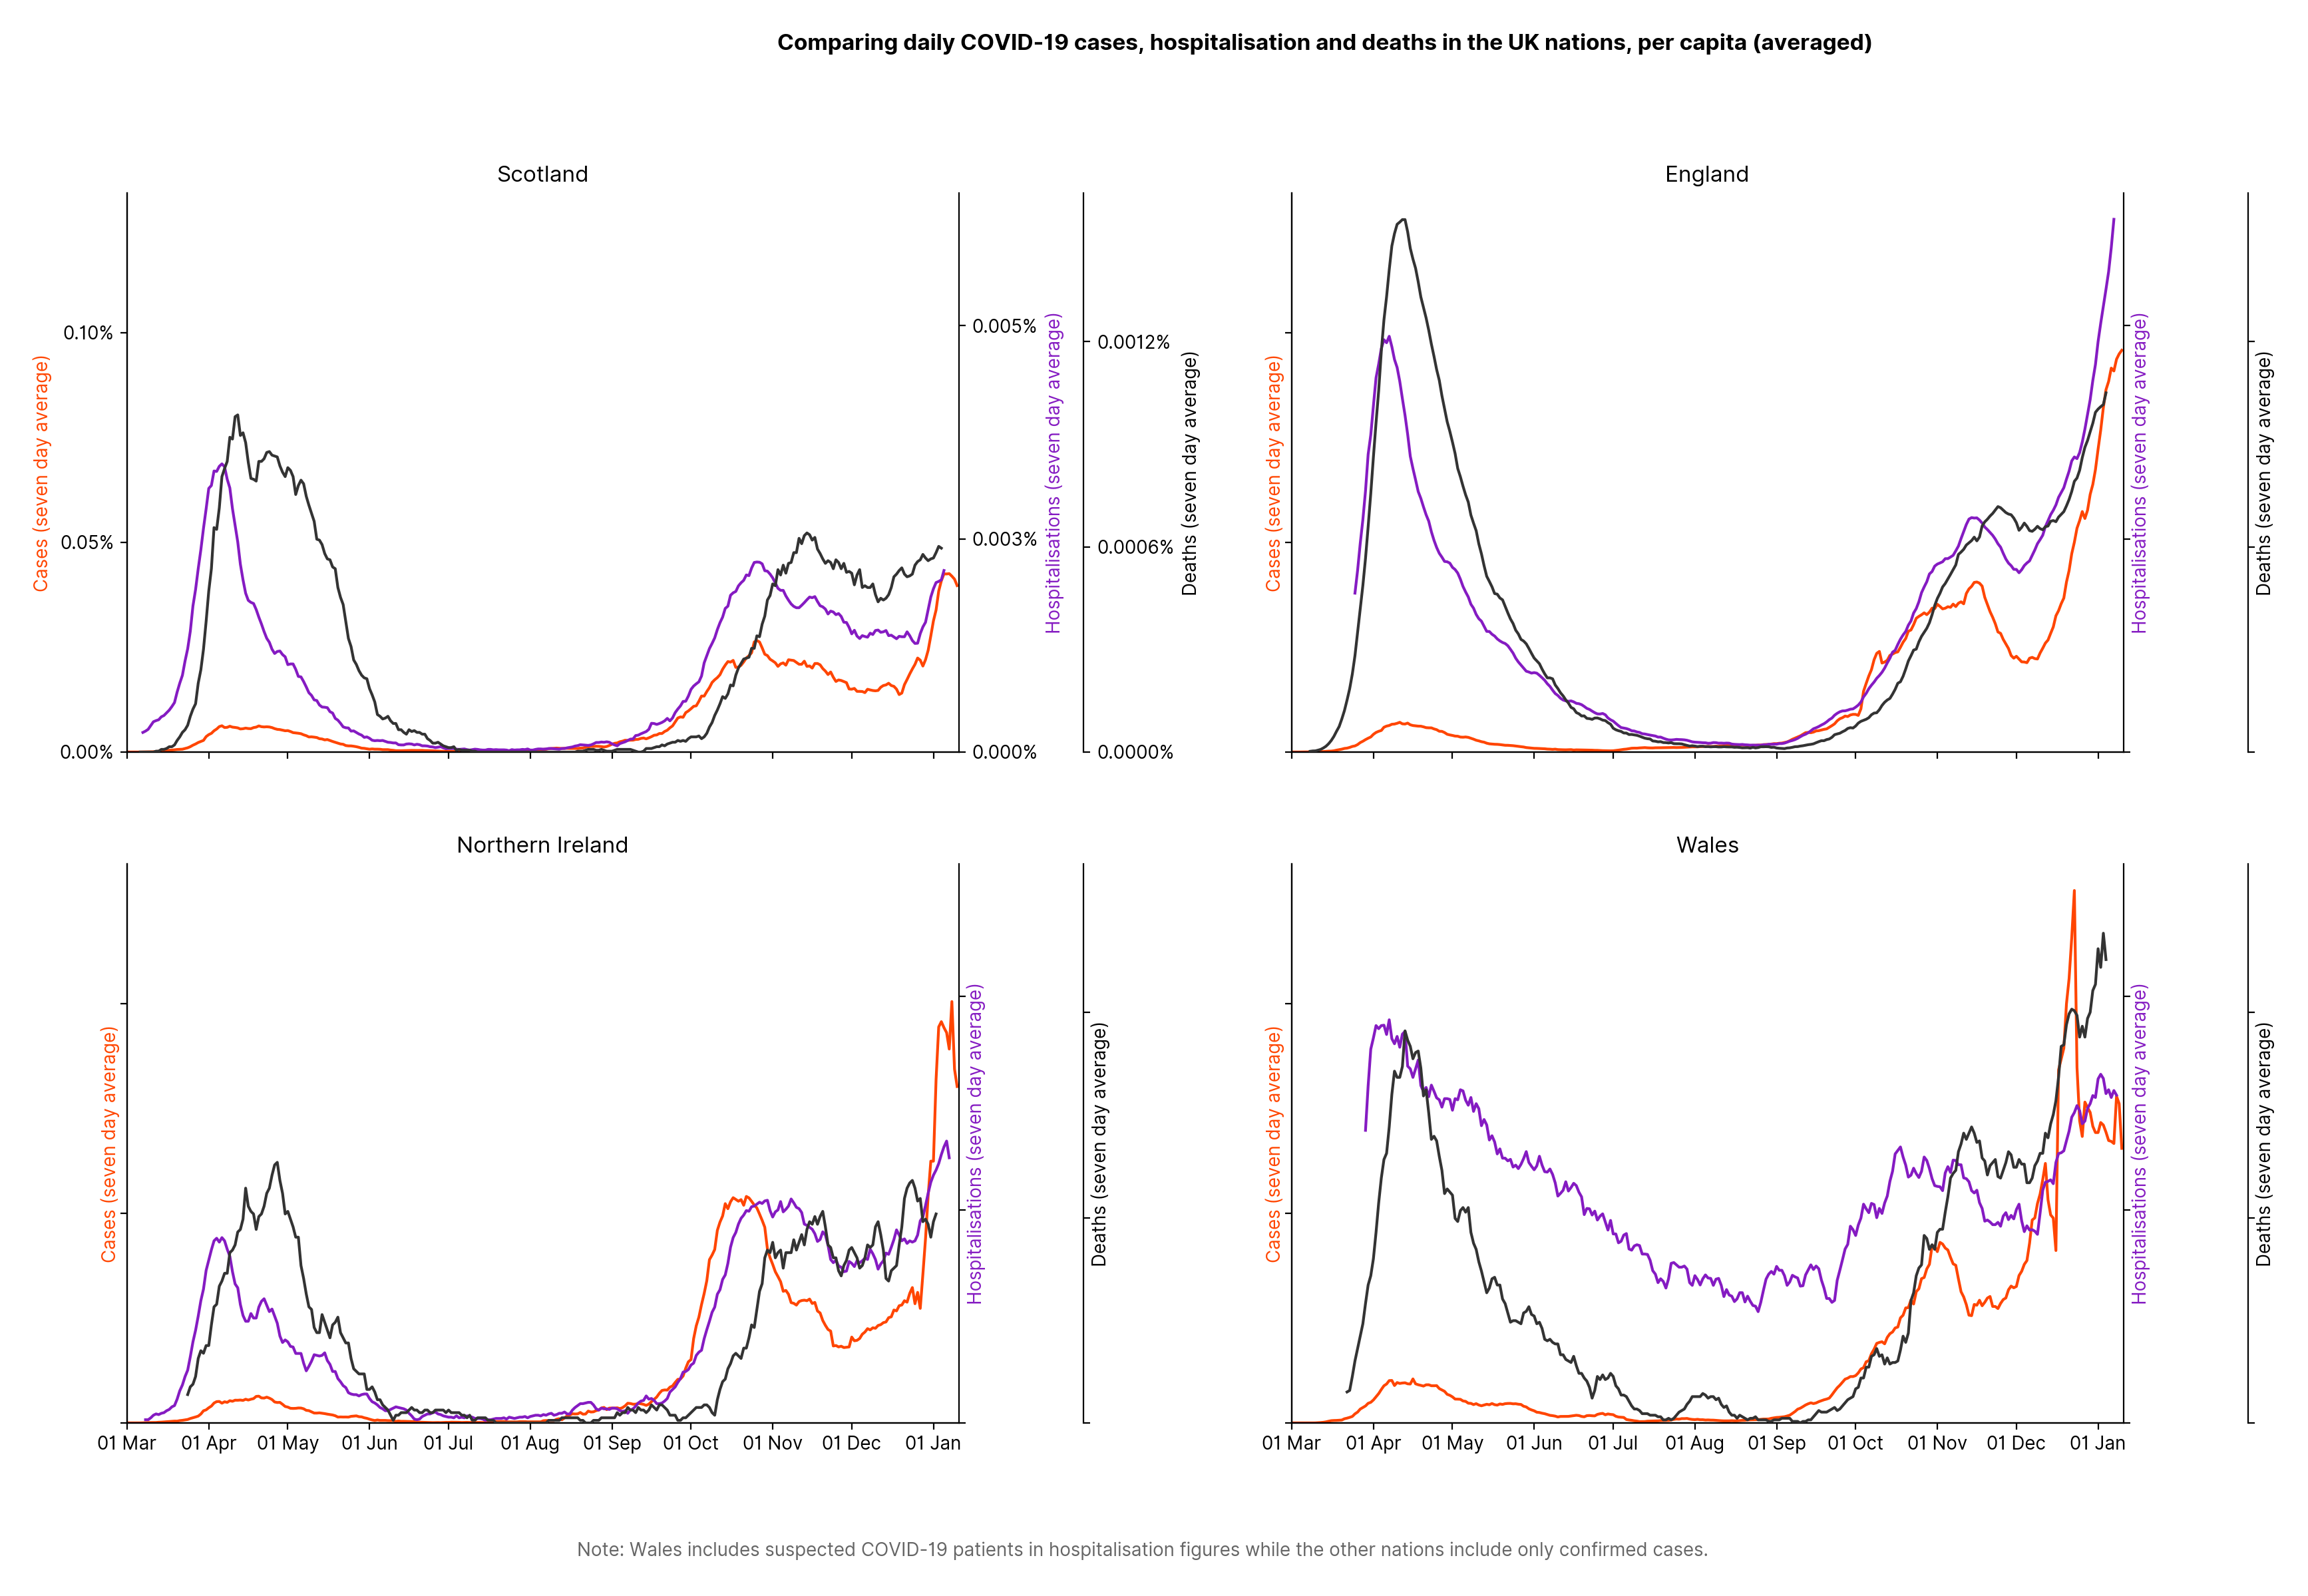 Comparing daily COVID-19 cases, hospitalisation and deaths in the UK nations, per capita (averaged)
Scotland
Cases (seven day average)
0.10%
0.05%
0.00%
0.005%
0.003%
0.000%
Hospitalisations (seven day average)
0.0012%
0.0006%
0.0000%
Deaths (seven day average)
England
Cases (seven day average)
Hospitalisations (seven day average)
Deaths (seven day average)
Northern Ireland
Cases (seven day average)
Hospitalisations (seven day average)
Deaths (seven day average)
01 Mar 01 Apr 01 May 01 Jun 01 Jul 01 Aug 01 Sep 01 Oct 01 Nov 01 Dec 01 Jan
Wales
Cases (seven day average)
Hospitalisations (seven day average)
Deaths (seven day average)
01 Mar 01 Apr 01 May 01 Jun 01 Jul 01 Aug 01 Sep 01 Oct 01 Nov 01 Dec 01 Jan
Note: Wales includes suspected COVID-19 patients in hospitalisation figures while the other nations include only confirmed cases.